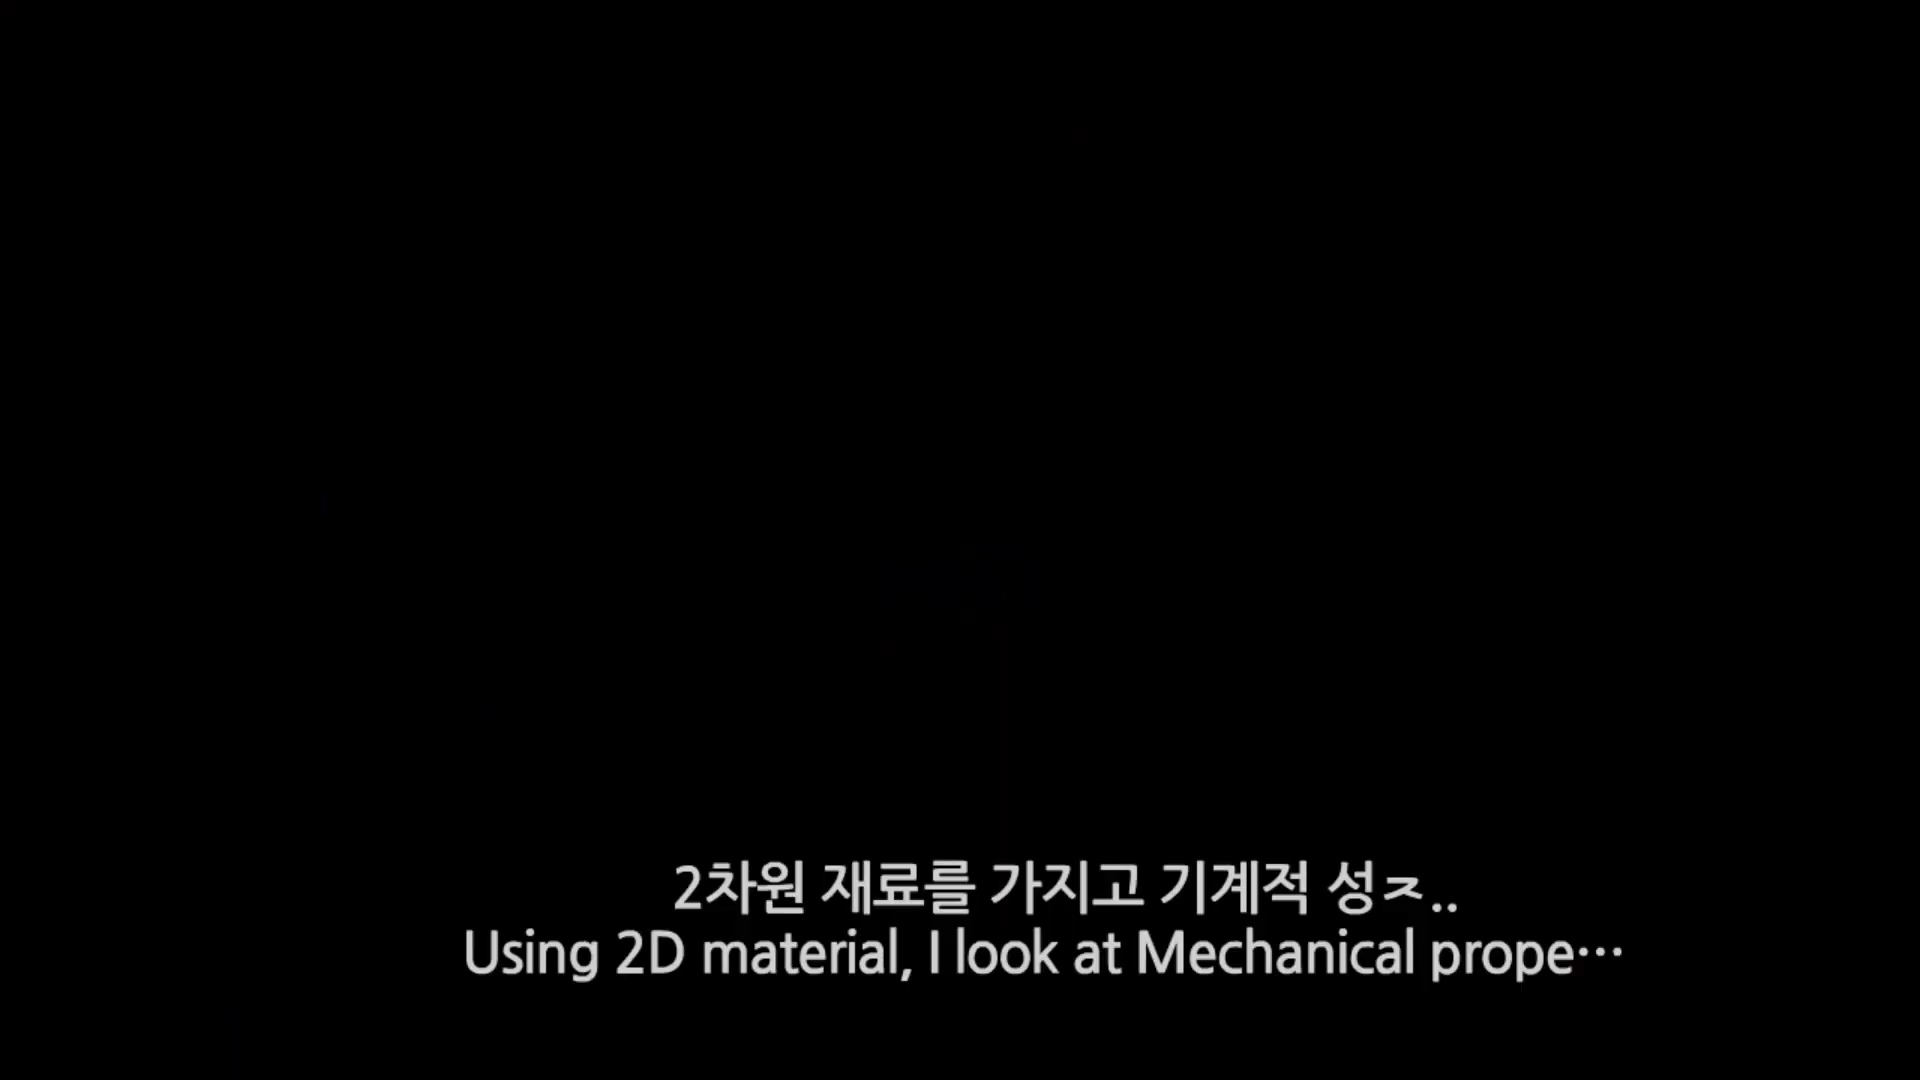 2차원 재료를 가지고 기계적 성ㅈ..
Using 2D material, I look at Mechanical prope…